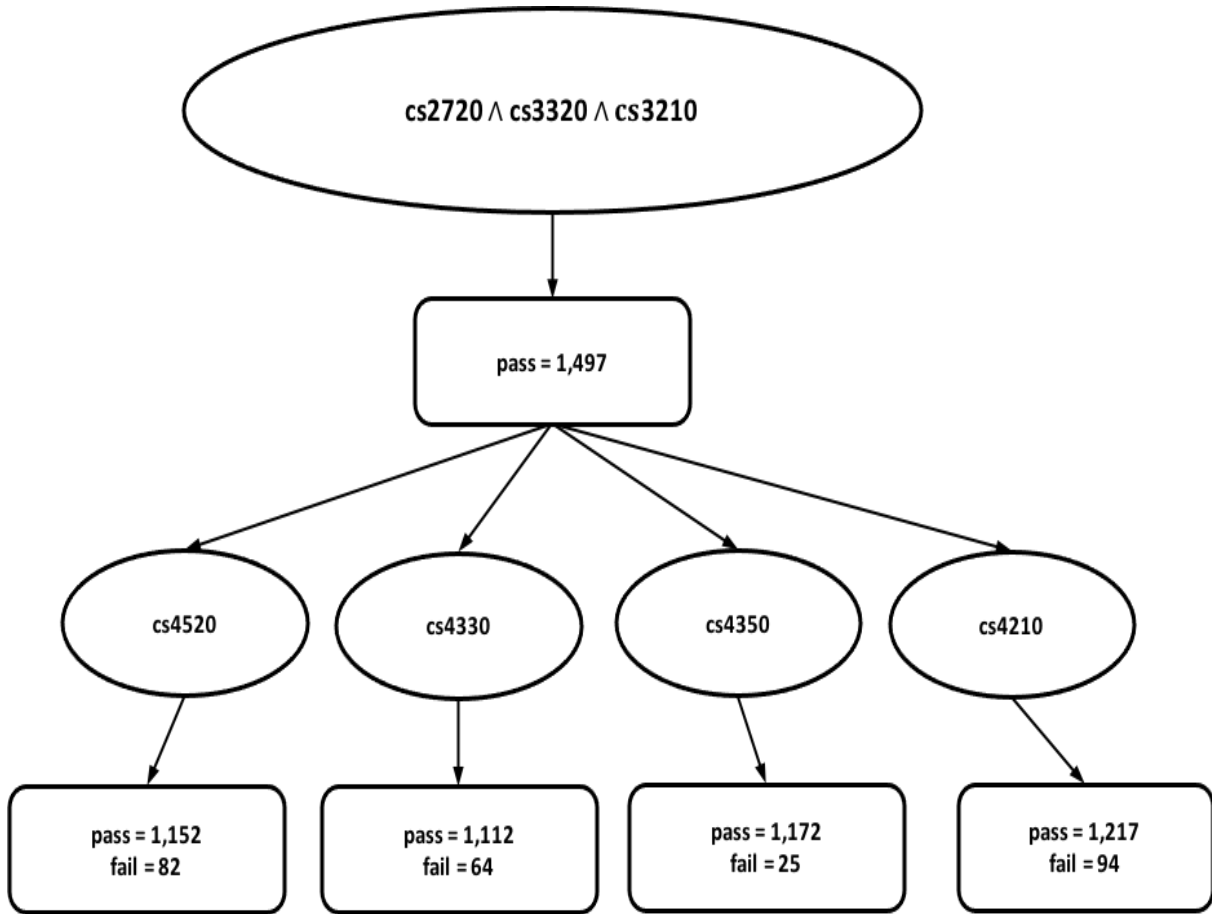 cs2720 ∧ cs3320 ∧ cs3210
pass = 1,497
cs4520
cs4330
cs4350
cs4210
pass = 1,152
fail = 82
pass = 1,112
fail = 64
pass = 1,172
fail = 25
pass = 1,217
fail = 94